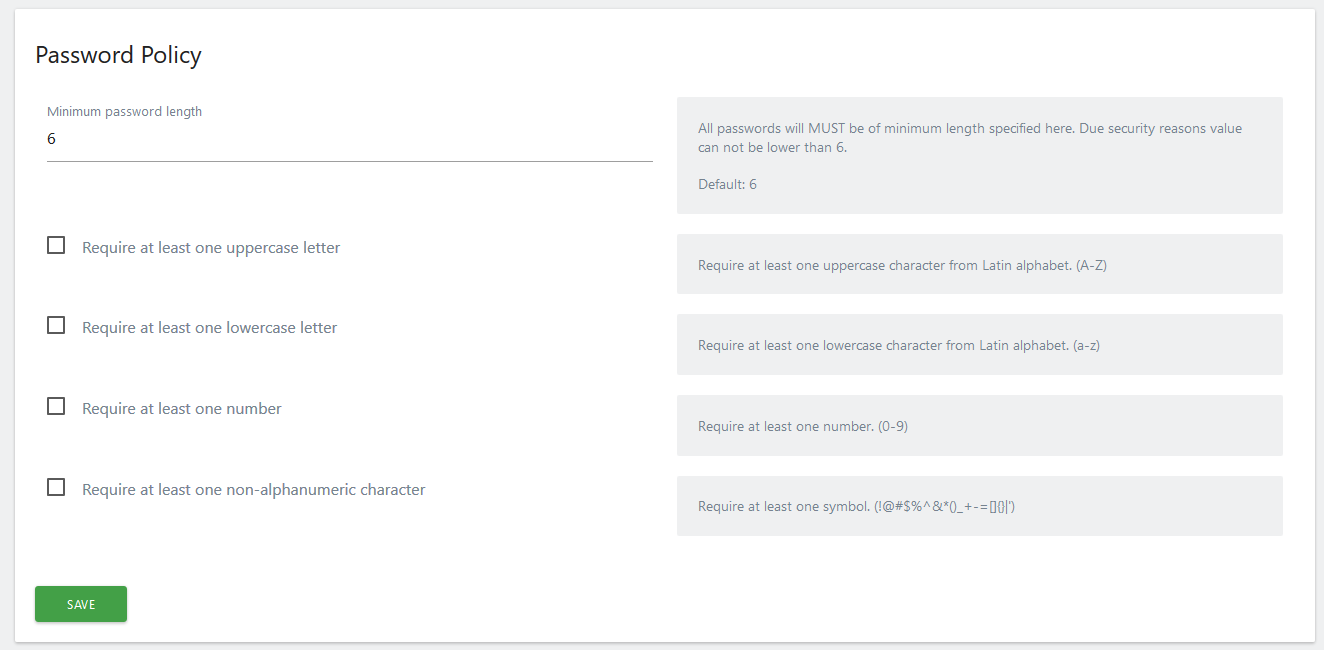 Password Policy
Minimum password length
6
All passwords will MUST be of minimum length specified here. Due security reasons value
can not be lower than 6.
Default: 6
Require at least one uppercase letter
Require at least one uppercase character from Latin alphabet. (A-Z)
Require at least one lowercase letter
Require at least one lowercase character from Latin alphabet. (a-z)
Require at least one number
Require at least one number. (0-9)
Require at least one non-alphanumeric character
Require at least one symbol. (!@#$%^&*()_+-=[]{}|')
SAVE